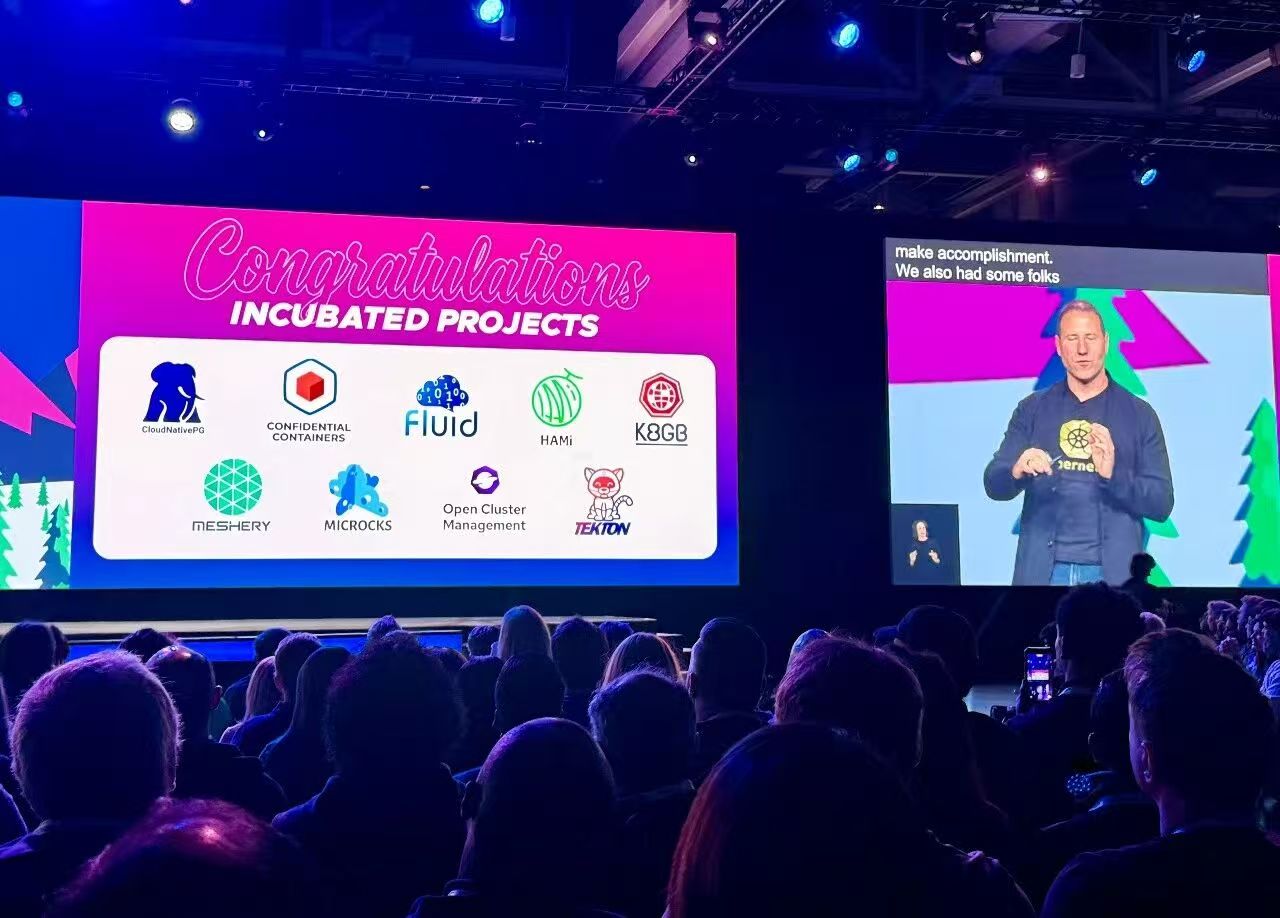 Congratulations
INCUBATED PROJECTS
CloudNativePG
CONFIDENTIAL
CONTAINERS
Fluid
HAMi
K8GB
MESHERY
MICROCKS
Open Cluster
Management
TEKTON
make accomplishment.
We also had some folks